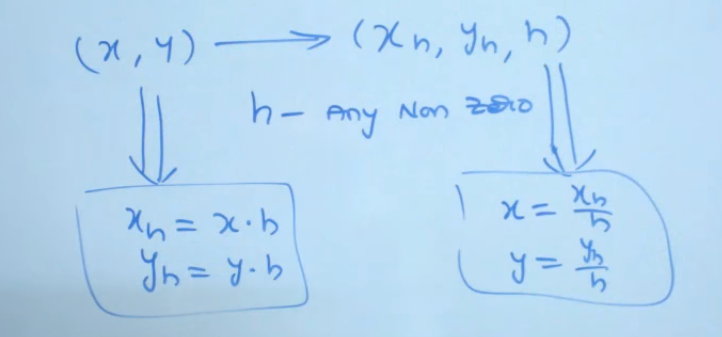 (x, y) ⟶ (xh, yh, h)
h – Any Non Zero
xh = x · h
yh = y · h
x = xh/h
y = yh/h